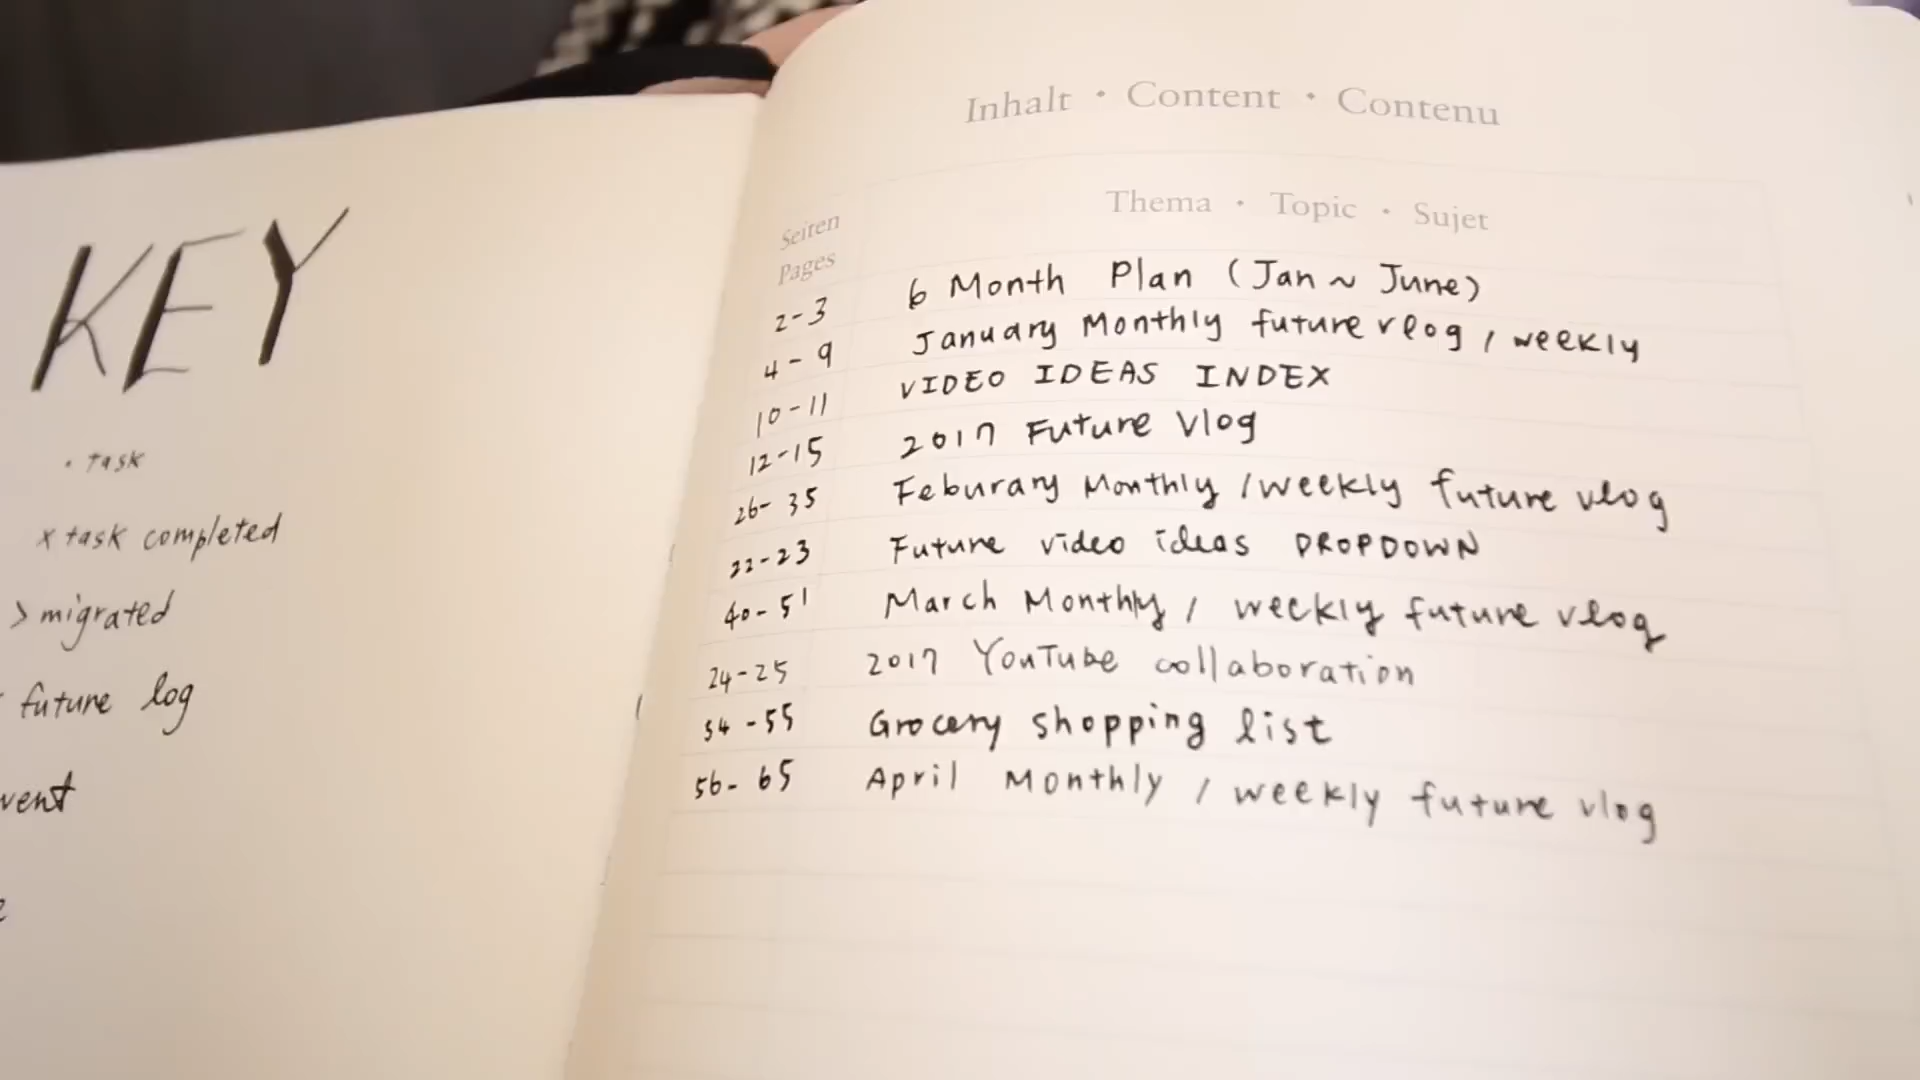 KEY
• task
x task completed
> migrated
future log
Inhalt • Content • Contenu
Seiten
Pages
Thema • Topic • Sujet
2-3 6 Month Plan (Jan ~ June)
4-9 January Monthly future vlog / weekly
10-11 VIDEO IDEAS INDEX
12-15 2017 Future Vlog
26-35 Feburary Monthly / weekly future vlog
22-23 Future video ideas DROPDOWN
40-51 March Monthly / weekly future vlog
24-25 2017 YouTube collaboration
54-55 Grocery shopping list
56-65 April Monthly / weekly future vlog